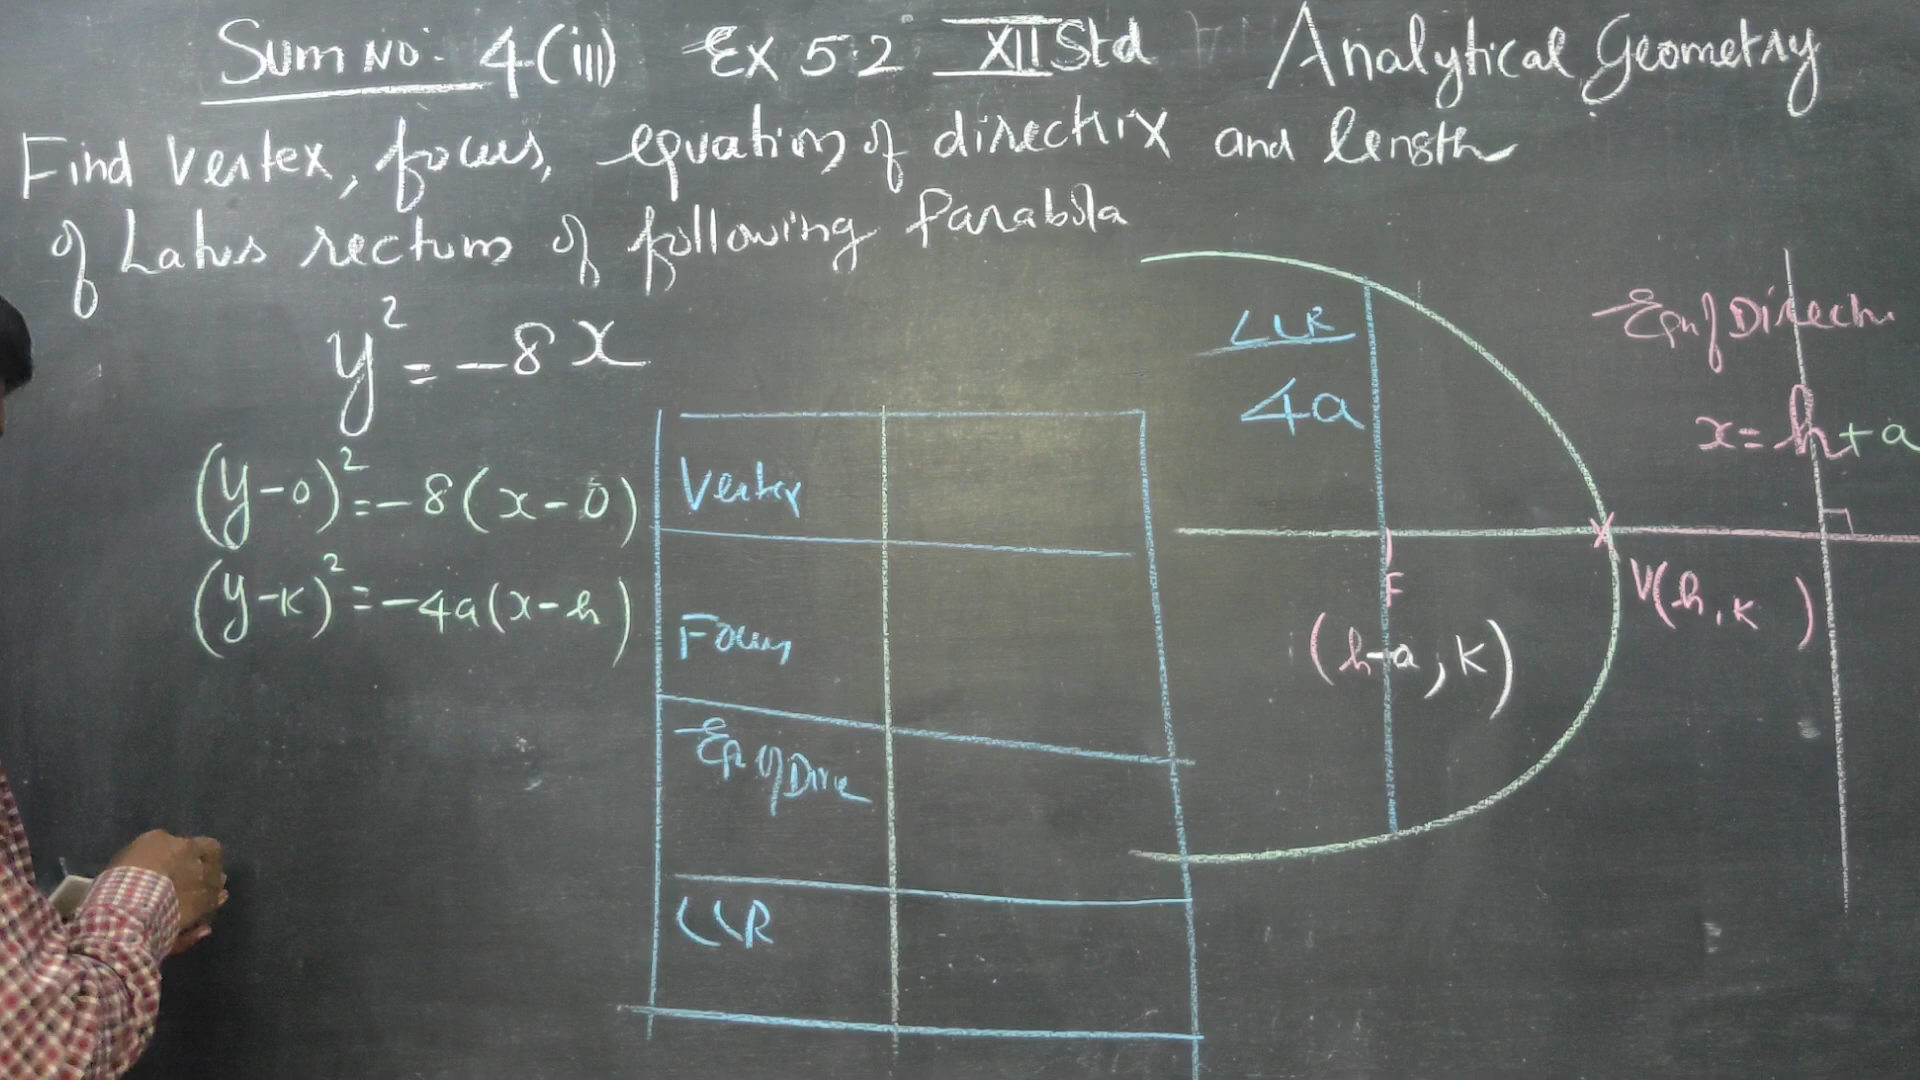 Sum No: 4(iii) Ex 5.2 XII Std Analytical Geometry
Find Vertex, focus, equation of directrix and length
of Latus rectum of following Parabola
y² = -8x
(y-0)² = -8(x-0)
(y-k)² = -4a(x-h)
Vertex
Focus
Eq of Dire
LLR
LLR
4a
F
(h-a, k)
V(h, k )
Eqn of Directri
x = h + a